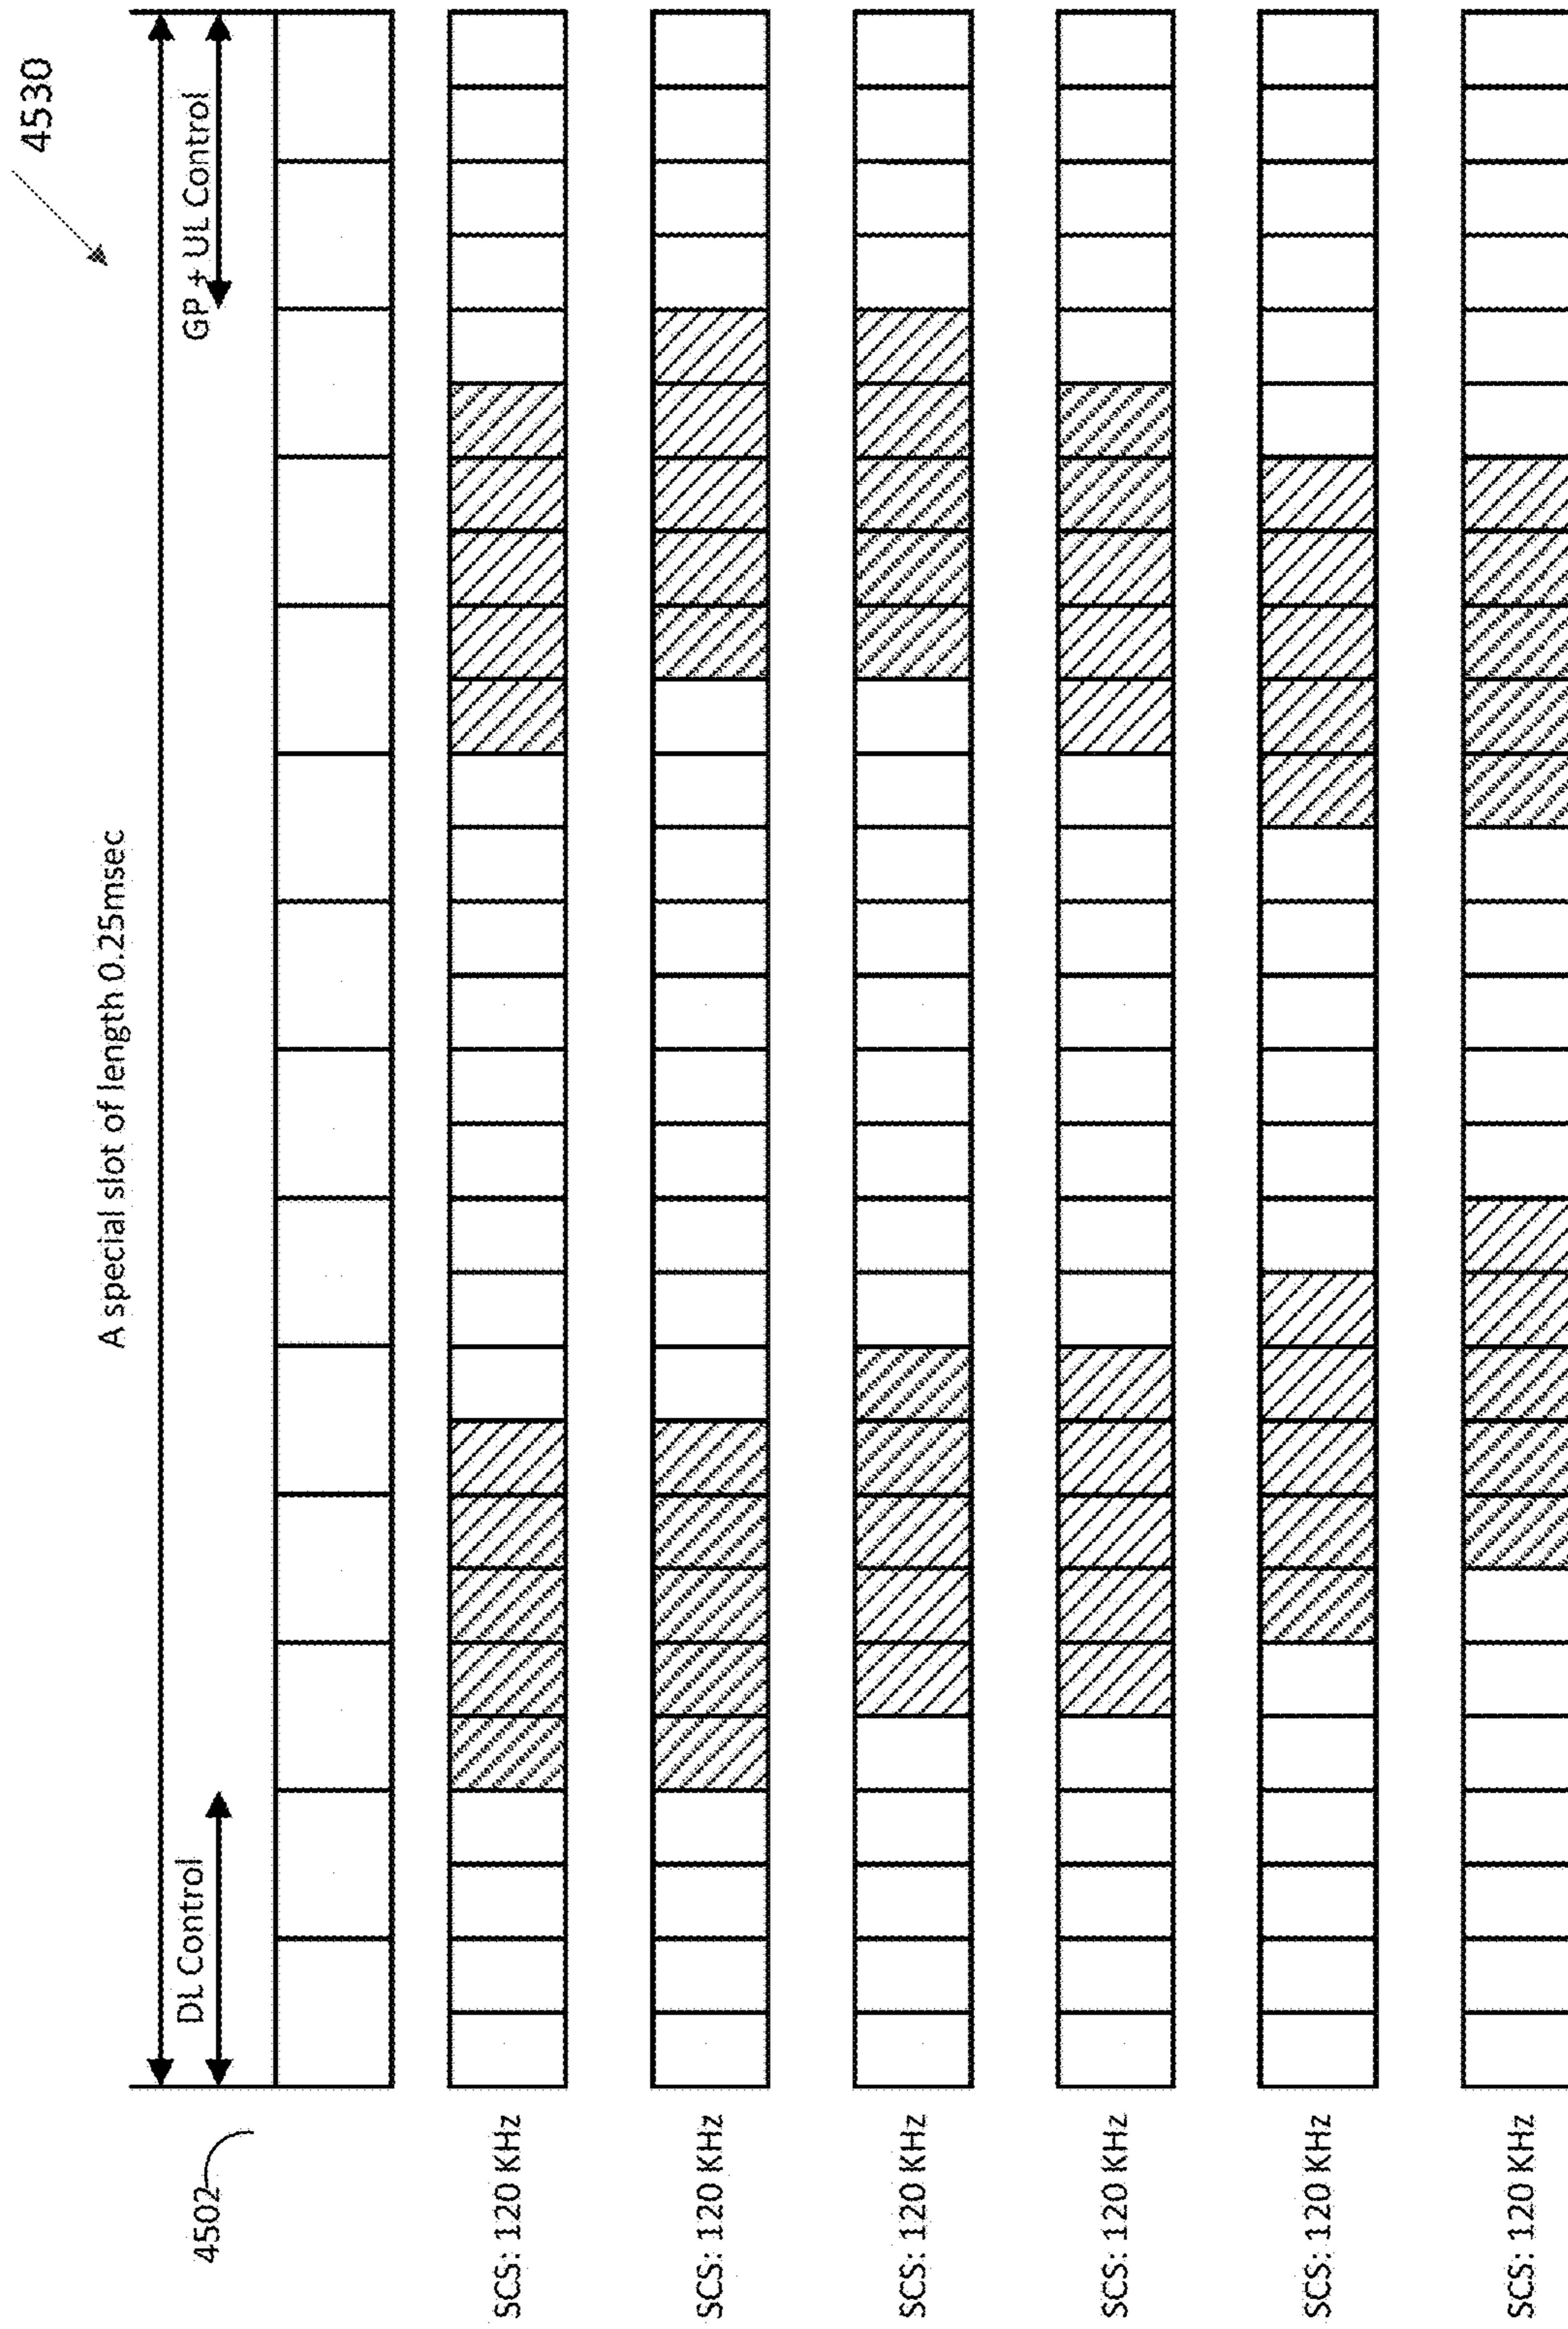 4530
A special slot of length 0.25msec
DL Control
GP + UL Control
4502
SCS: 120 KHz
SCS: 120 KHz
SCS: 120 KHz
SCS: 120 KHz
SCS: 120 KHz
SCS: 120 KHz